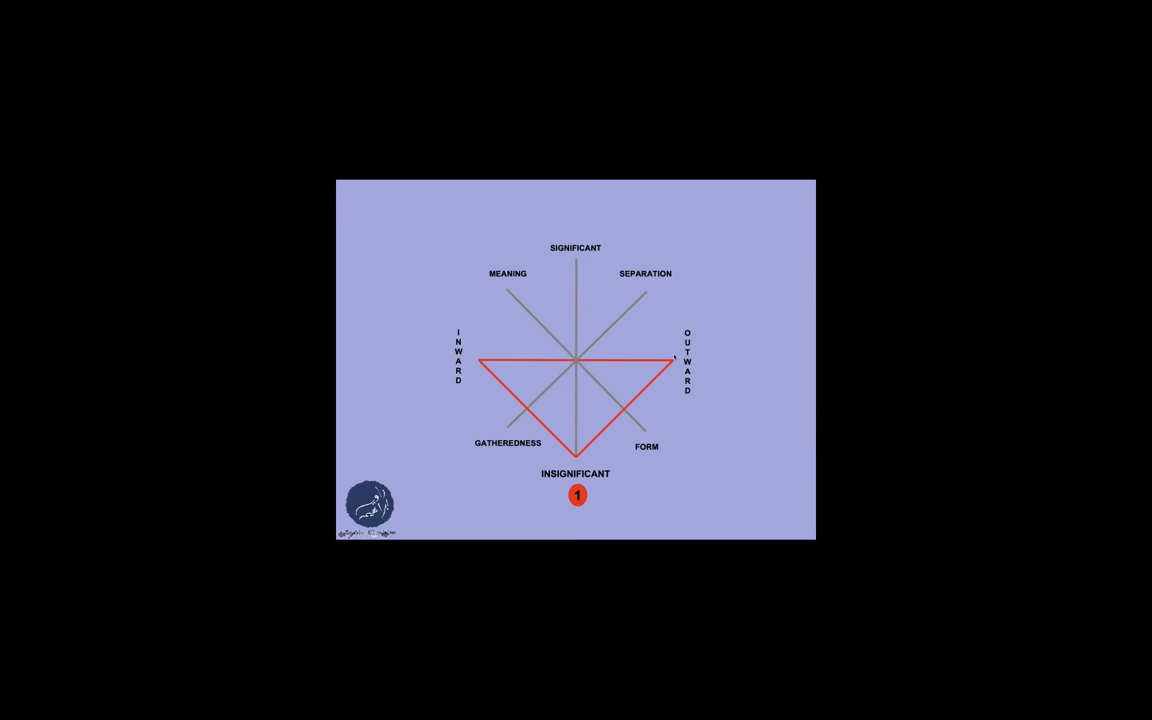 SIGNIFICANT
MEANING
SEPARATION
INWARD
OUTWARD
GATHEREDNESS
FORM
INSIGNIFICANT
1